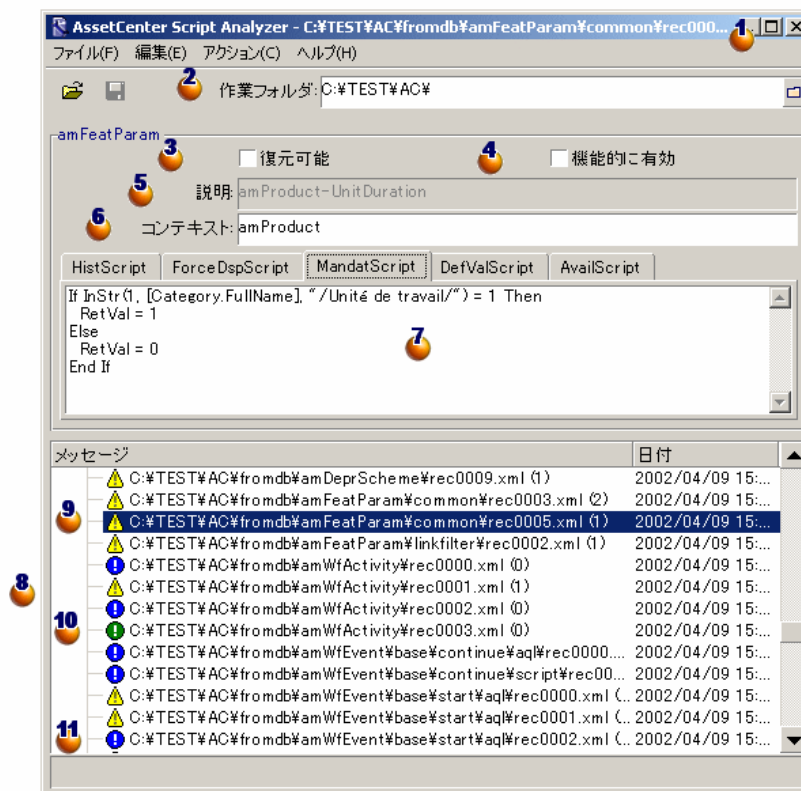 AssetCenter Script Analyzer - C:¥TEST¥AC¥fromdb¥amFeatParam¥common¥rec000...
1
ファイル(F) 編集(E) アクション(C) ヘルプ(H)
2
作業フォルダ: C:¥TEST¥AC¥
amFeatParam
3
復元可能
4
機能的に有効
5
説明: amProduct-UnitDuration
6
コンテキスト: amProduct
HistScript ForceDspScript MandatScript DefValScript AvailScript
If InStr(1, [Category.FullName], "/Unité de travail/") = 1 Then
RetVal = 1
Else
RetVal = 0
End If
7
メッセージ 日付
C:¥TEST¥AC¥fromdb¥amDeprScheme¥rec0009.xml (1) 2002/04/09 15:...
C:¥TEST¥AC¥fromdb¥amFeatParam¥common¥rec0003.xml (2) 2002/04/09 15:...
9
C:¥TEST¥AC¥fromdb¥amFeatParam¥common¥rec0005.xml (1) 2002/04/09 15:...
C:¥TEST¥AC¥fromdb¥amFeatParam¥linkfilter¥rec0002.xml (1) 2002/04/09 15:...
C:¥TEST¥AC¥fromdb¥amWfActivity¥rec0000.xml (0) 2002/04/09 15:...
8
C:¥TEST¥AC¥fromdb¥amWfActivity¥rec0001.xml (1) 2002/04/09 15:...
C:¥TEST¥AC¥fromdb¥amWfActivity¥rec0002.xml (0) 2002/04/09 15:...
10
C:¥TEST¥AC¥fromdb¥amWfActivity¥rec0003.xml (0) 2002/04/09 15:...
C:¥TEST¥AC¥fromdb¥amWfEvent¥base¥continue¥aql¥rec0000.... 2002/04/09 15:...
C:¥TEST¥AC¥fromdb¥amWfEvent¥base¥continue¥script¥rec00... 2002/04/09 15:...
C:¥TEST¥AC¥fromdb¥amWfEvent¥base¥start¥aql¥rec0000.xml (... 2002/04/09 15:...
C:¥TEST¥AC¥fromdb¥amWfEvent¥base¥start¥aql¥rec0001.xml (... 2002/04/09 15:...
11
C:¥TEST¥AC¥fromdb¥amWfEvent¥base¥start¥aql¥rec0002.xml (... 2002/04/09 15:...